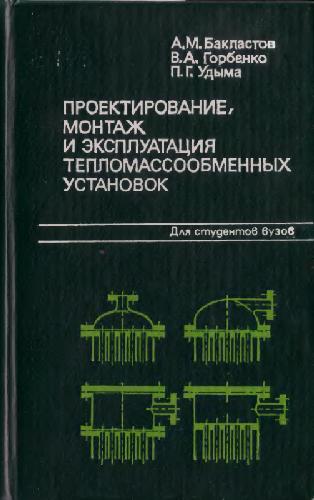 А.М. Бакластов
В.А. Горбенко
П.Г. Удыма
ПРОЕКТИРОВАНИЕ,
МОНТАЖ
И ЭКСПЛУАТАЦИЯ
ТЕПЛОМАССООБМЕННЫХ
УСТАНОВОК
Для студентов вузов